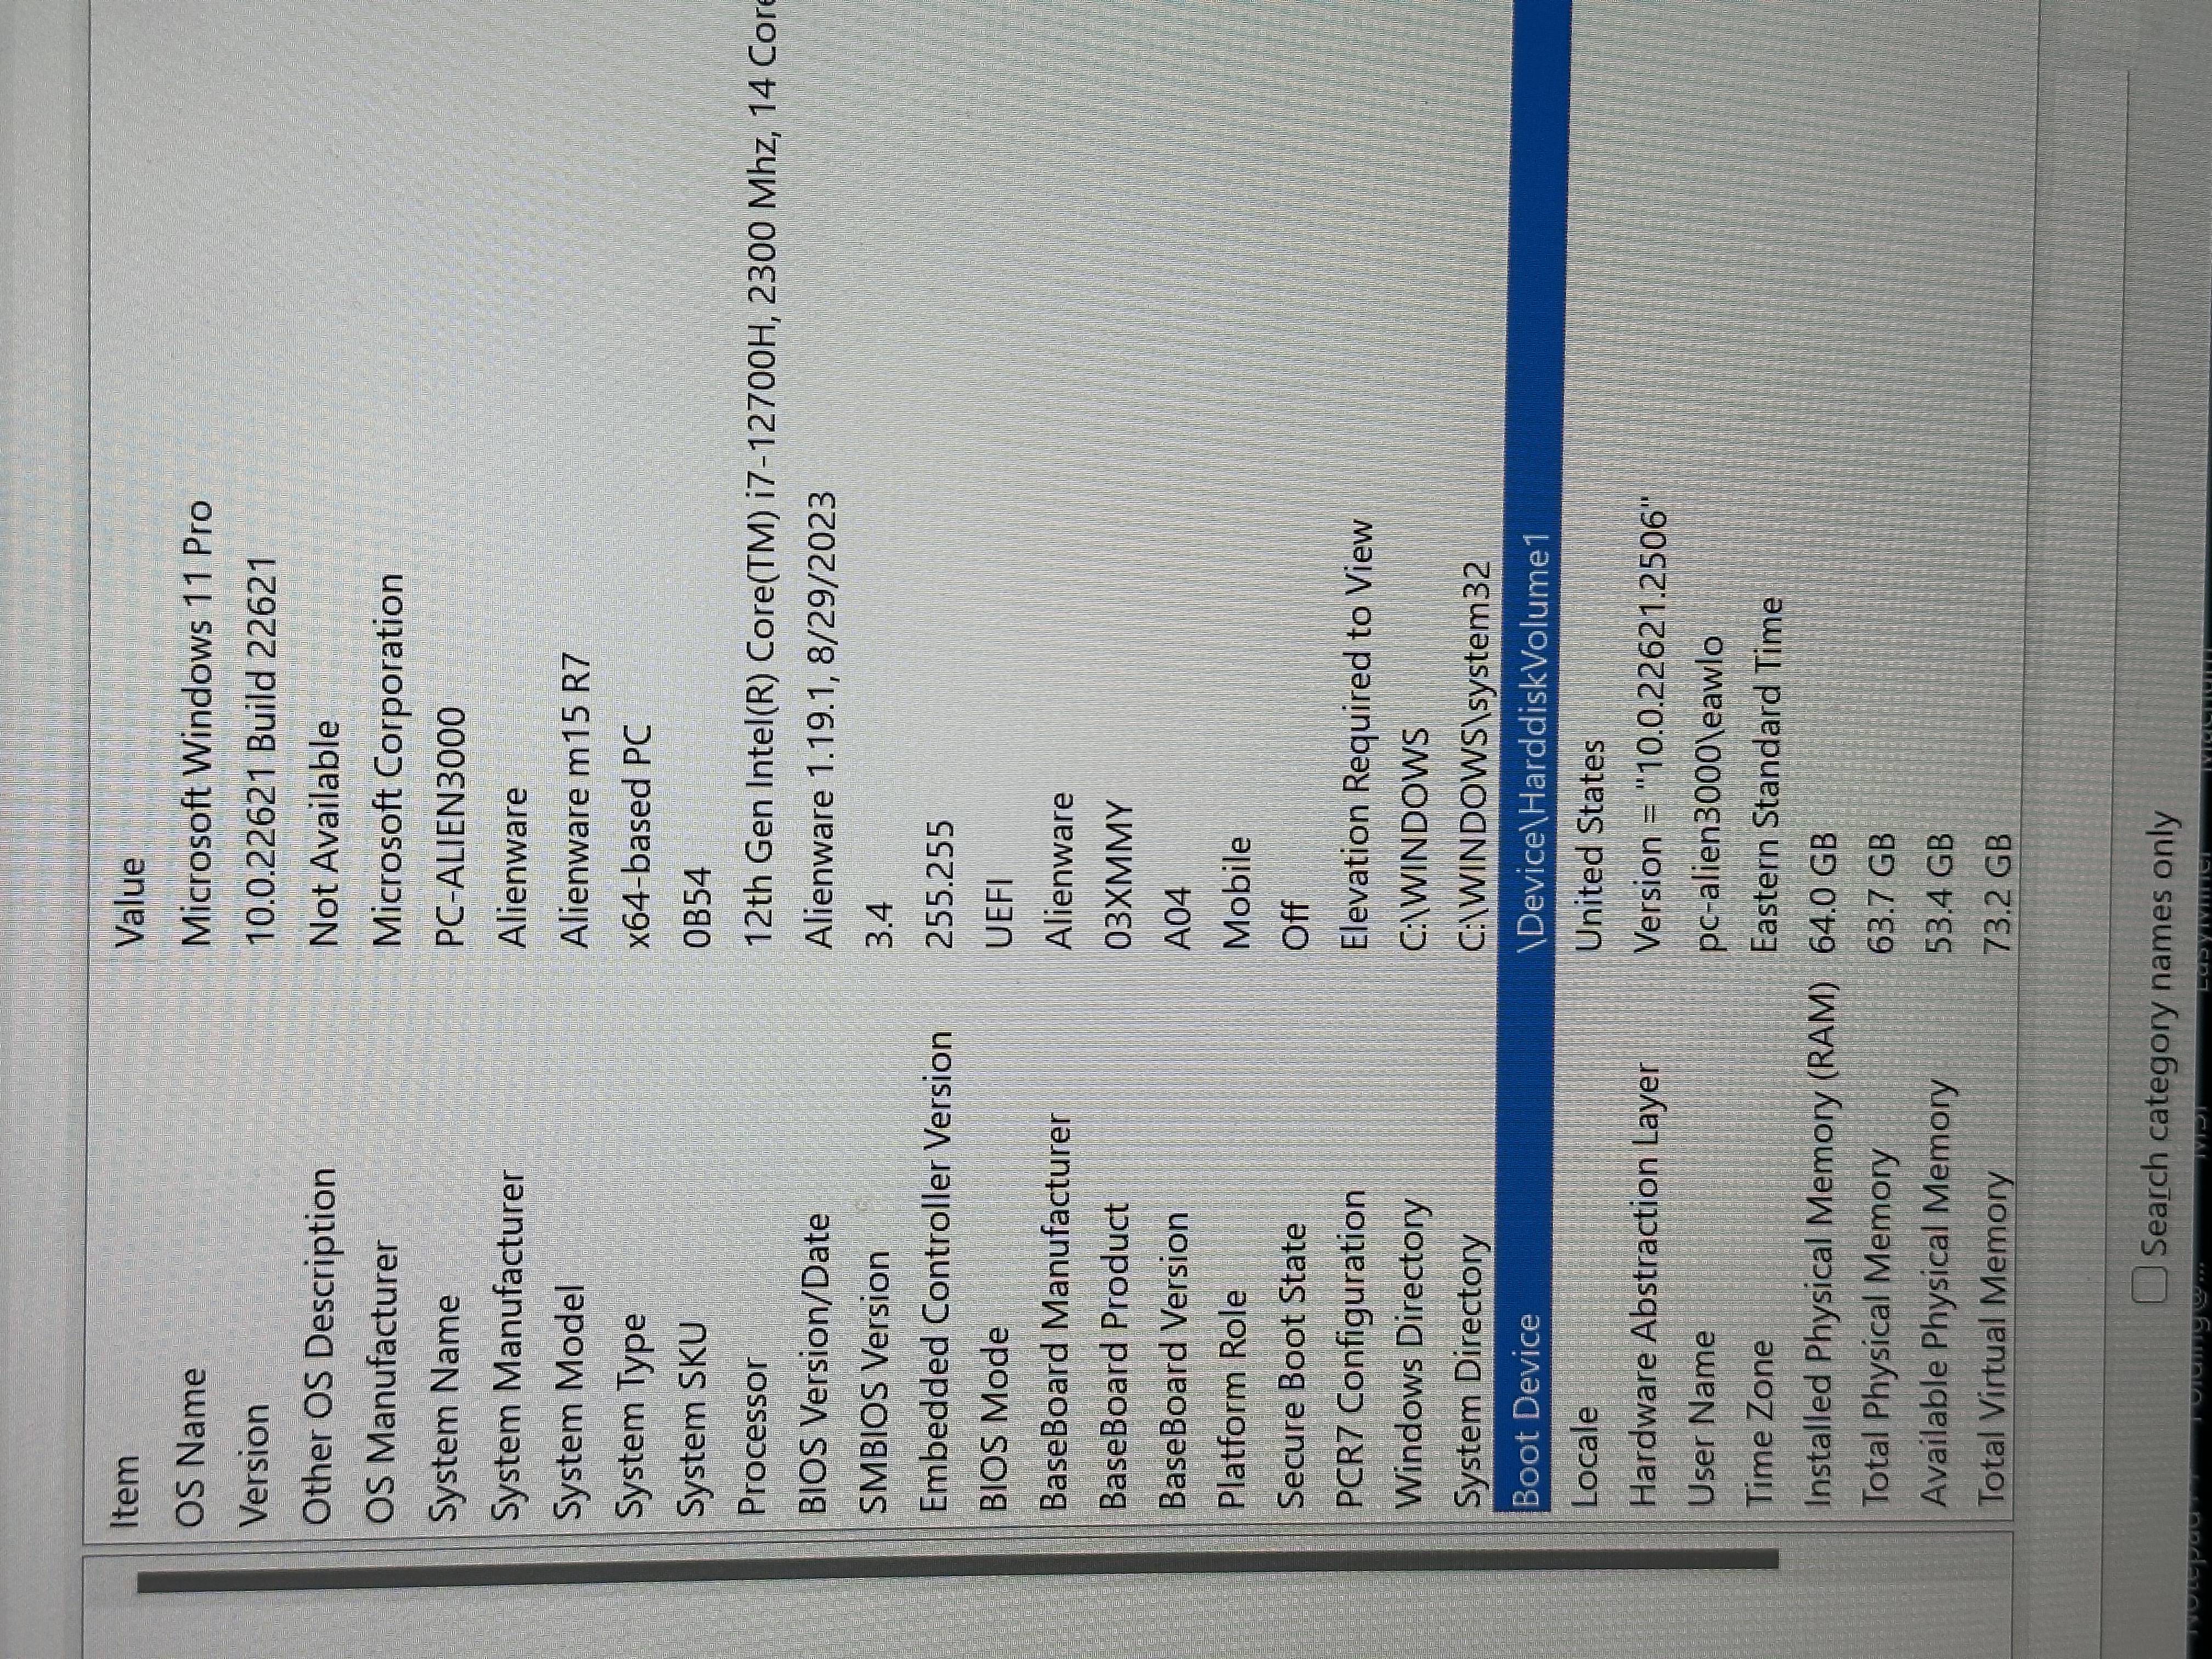 Item Value
OS Name Microsoft Windows 11 Pro
Version 10.0.22621 Build 22621
Other OS Description Not Available
OS Manufacturer Microsoft Corporation
System Name PC-ALIEN3000
System Manufacturer Alienware
System Model Alienware m15 R7
System Type x64-based PC
System SKU 0B54
Processor 12th Gen Intel(R) Core(TM) i7-12700H, 2300 Mhz, 14 Core
BIOS Version/Date Alienware 1.19.1, 8/29/2023
SMBIOS Version 3.4
Embedded Controller Version 255.255
BIOS Mode UEFI
BaseBoard Manufacturer Alienware
BaseBoard Product 03XMMY
BaseBoard Version A04
Platform Role Mobile
Secure Boot State Off
PCR7 Configuration Elevation Required to View
Windows Directory C:\WINDOWS
System Directory C:\WINDOWS\system32
Boot Device \Device\HarddiskVolume1
Locale United States
Hardware Abstraction Layer Version = "10.0.22621.2506"
User Name pc-alien3000\eawlo
Time Zone Eastern Standard Time
Installed Physical Memory (RAM) 64.0 GB
Total Physical Memory 63.7 GB
Available Physical Memory 53.4 GB
Total Virtual Memory 73.2 GB
Search category names only